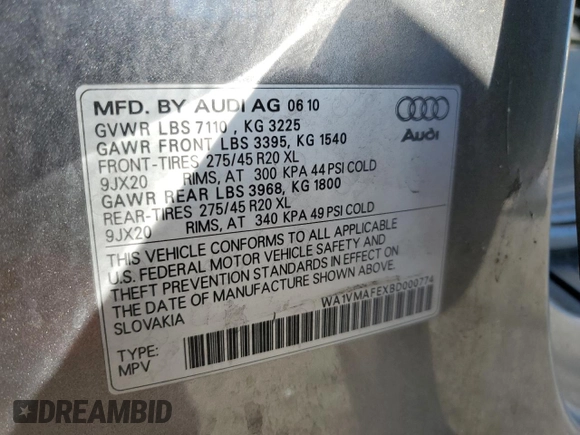 MFD. BY AUDI AG 06 10
GVWR LBS 7110 , KG 3225
GAWR FRONT LBS 3395, KG 1540
FRONT-TIRES 275/45 R20 XL
9JX20 RIMS, AT 300 KPA 44 PSI COLD
GAWR REAR LBS 3968, KG 1800
REAR-TIRES 275/45 R20 XL
9JX20 RIMS, AT 340 KPA 49 PSI COLD
Audi
THIS VEHICLE CONFORMS TO ALL APPLICABLE
U.S. FEDERAL MOTOR VEHICLE SAFETY AND
THEFT PREVENTION STANDARDS IN EFFECT ON
THE DATE OF MANUFACTURE SHOWN ABOVE.
SLOVAKIA
WA1VMAFEXBD000774
TYPE:
MPV
DREAMBID